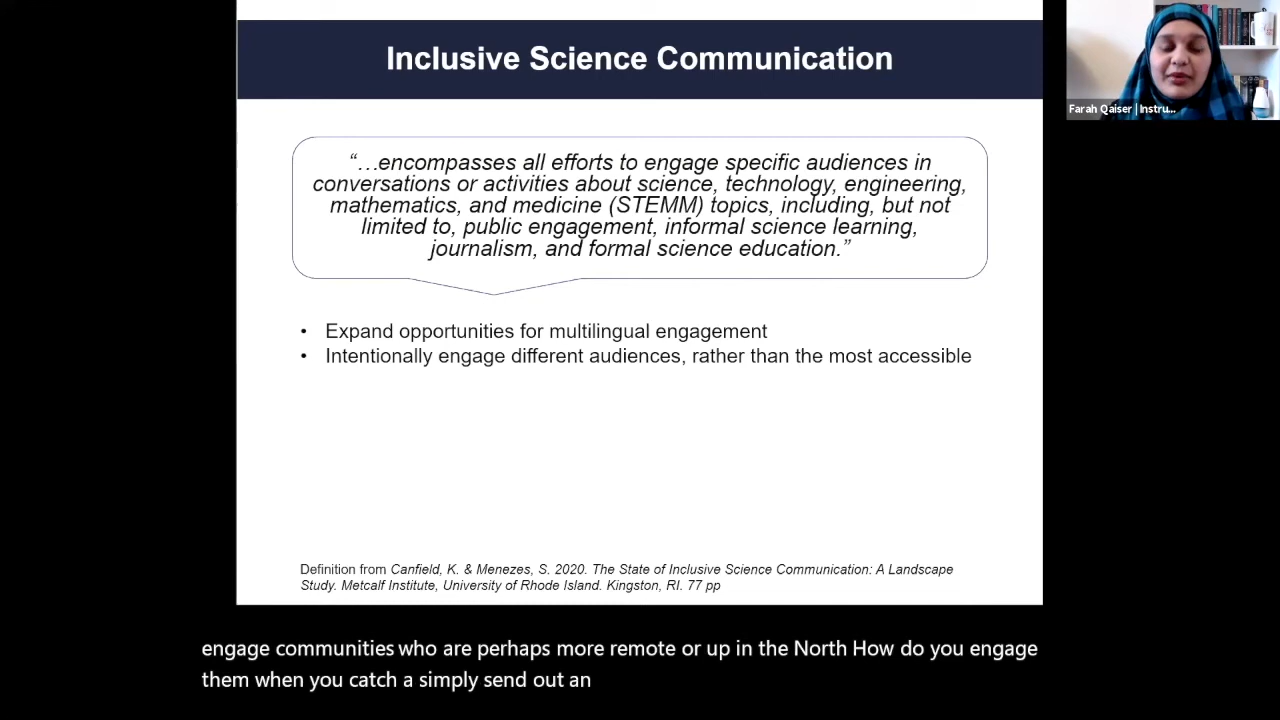 Inclusive Science Communication
“…encompasses all efforts to engage specific audiences in
conversations or activities about science, technology, engineering,
mathematics, and medicine (STEMM) topics, including, but not
limited to, public engagement, informal science learning,
journalism, and formal science education.”
• Expand opportunities for multilingual engagement
• Intentionally engage different audiences, rather than the most accessible
Definition from Canfield, K. & Menezes, S. 2020. The State of Inclusive Science Communication: A Landscape
Study. Metcalf Institute, University of Rhode Island. Kingston, RI. 77 pp
Farah Qaiser | Instru...
engage communities who are perhaps more remote or up in the North How do you engage
them when you catch a simply send out an